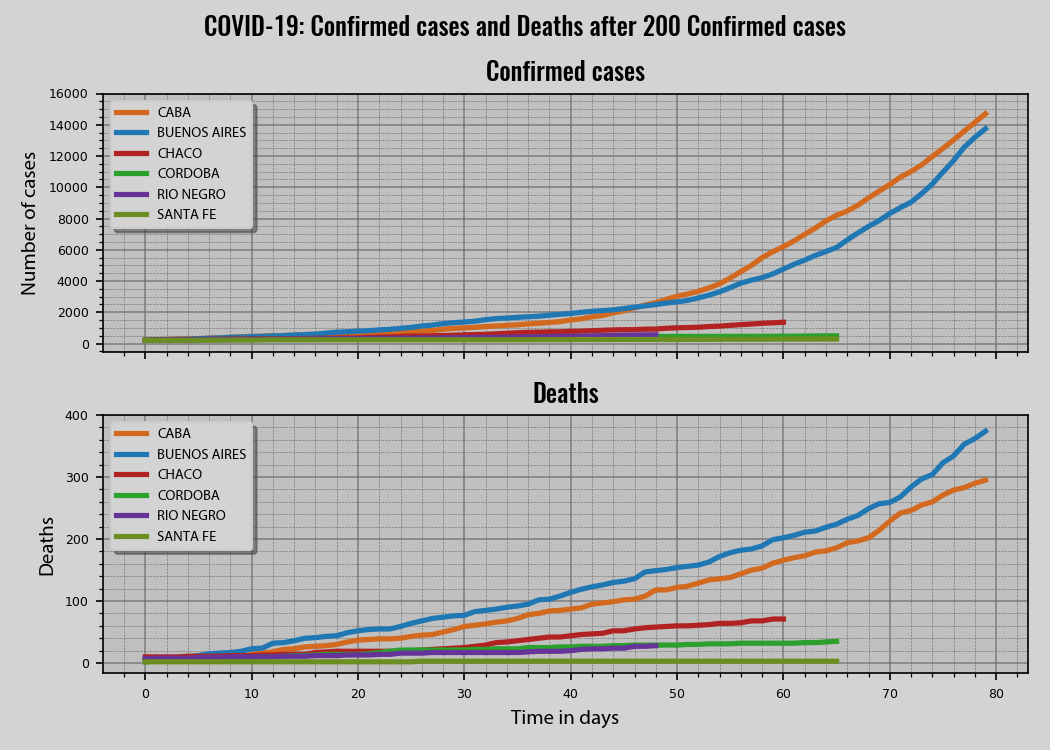 COVID-19: Confirmed cases and Deaths after 200 Confirmed cases
Confirmed cases
16000
14000
12000
10000
8000
6000
4000
2000
0
Number of cases
CABA
BUENOS AIRES
CHACO
CORDOBA
RIO NEGRO
SANTA FE
Deaths
400
300
200
100
0
Deaths
CABA
BUENOS AIRES
CHACO
CORDOBA
RIO NEGRO
SANTA FE
0 10 20 30 40 50 60 70 80
Time in days